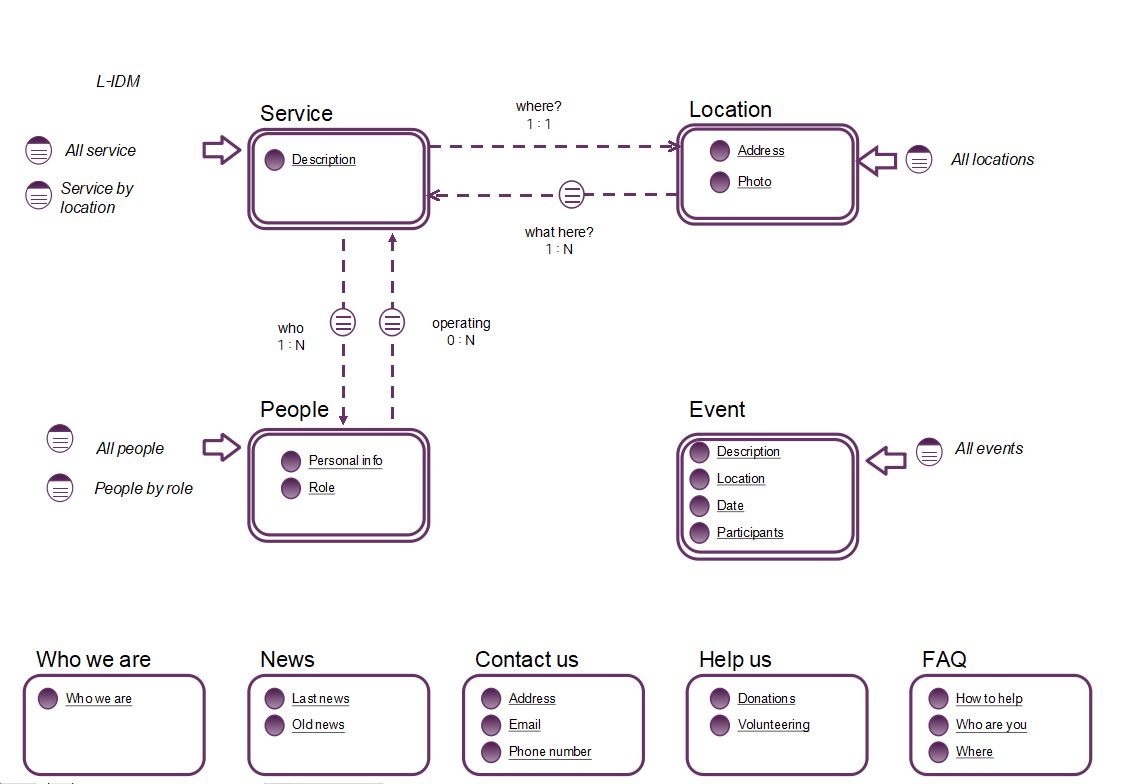 L-IDM
Service
where?
1 : 1
Location
All service
Description
Address
All locations
Service by
location
Photo
what here?
1 : N
who
1 : N
operating
0 : N
People
Event
All people
Personal info
Description
All events
People by role
Role
Location
Date
Participants
Who we are
News
Contact us
Help us
FAQ
Who we are
Last news
Address
Donations
How to help
Old news
Email
Volunteering
Who are you
Phone number
Where